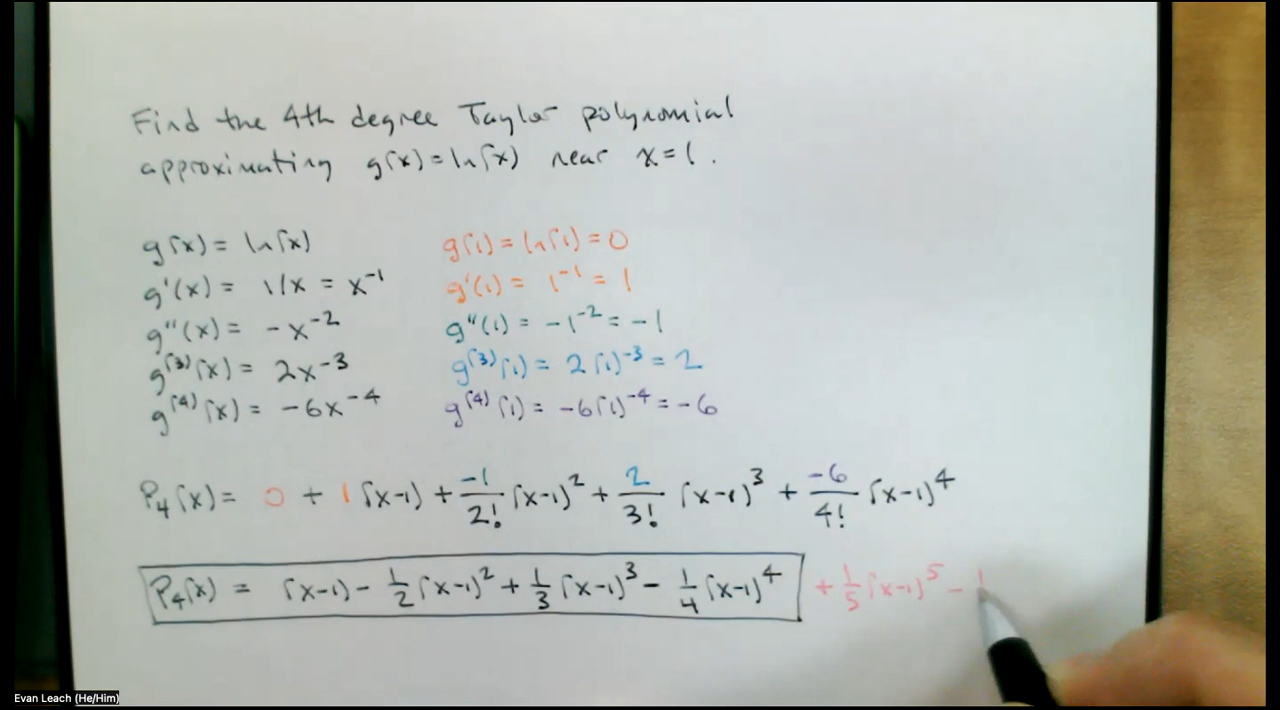 Find the 4th degree Taylor polynomial
approximating g(x) = ln(x) near x = 1.
g(x) = ln(x) g(1) = ln(1) = 0
g'(x) = 1/x = x^-1 g'(1) = 1^-1 = 1
g''(x) = -x^-2 g''(1) = -1^-2 = -1
g^(3)(x) = 2x^-3 g^(3)(1) = 2(1)^-3 = 2
g^(4)(x) = -6x^-4 g^(4)(1) = -6(1)^-4 = -6
P₄(x) = 0 + 1(x-1) + -1/2! (x-1)^2 + 2/3! (x-1)^3 + -6/4! (x-1)^4
P₄(x) = (x-1) - 1/2 (x-1)^2 + 1/3 (x-1)^3 - 1/4 (x-1)^4 + 1/5 (x-1)^5 - 1
Evan Leach (He/Him)